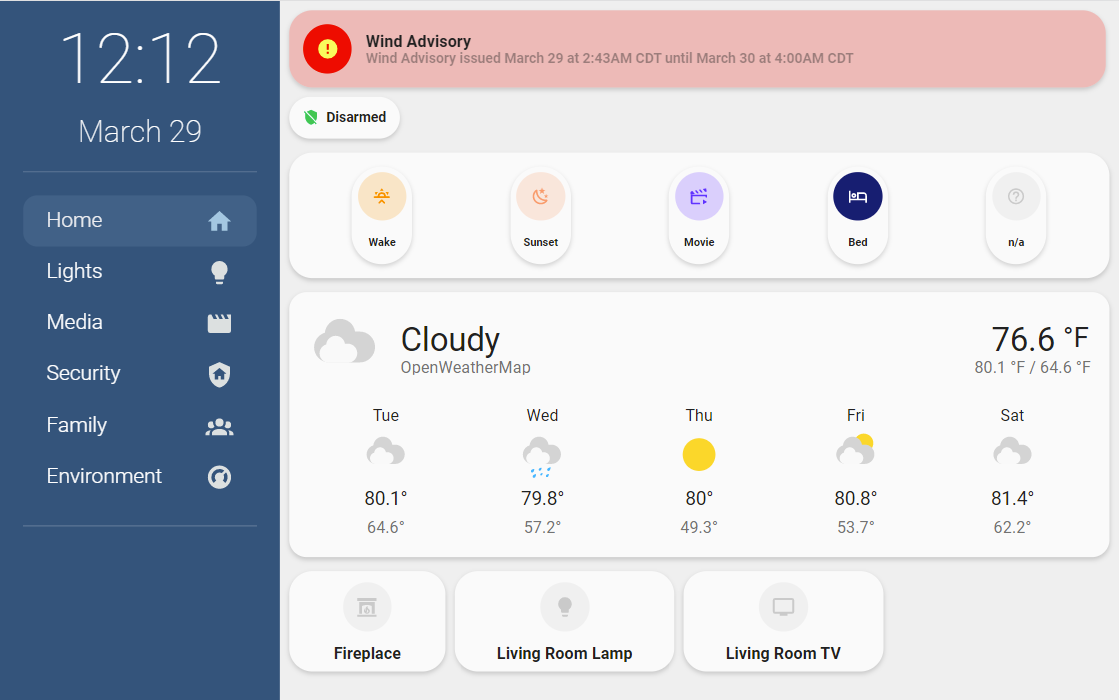 12:12
March 29
Home
Lights
Media
Security
Family
Environment
Wind Advisory
Wind Advisory issued March 29 at 2:43AM CDT until March 30 at 4:00AM CDT
Disarmed
Wake Sunset Movie Bed n/a
Cloudy 76.6 °F
OpenWeatherMap 80.1 °F / 64.6 °F
Tue Wed Thu Fri Sat
80.1° 79.8° 80° 80.8° 81.4°
64.6° 57.2° 49.3° 53.7° 62.2°
Fireplace Living Room Lamp Living Room TV